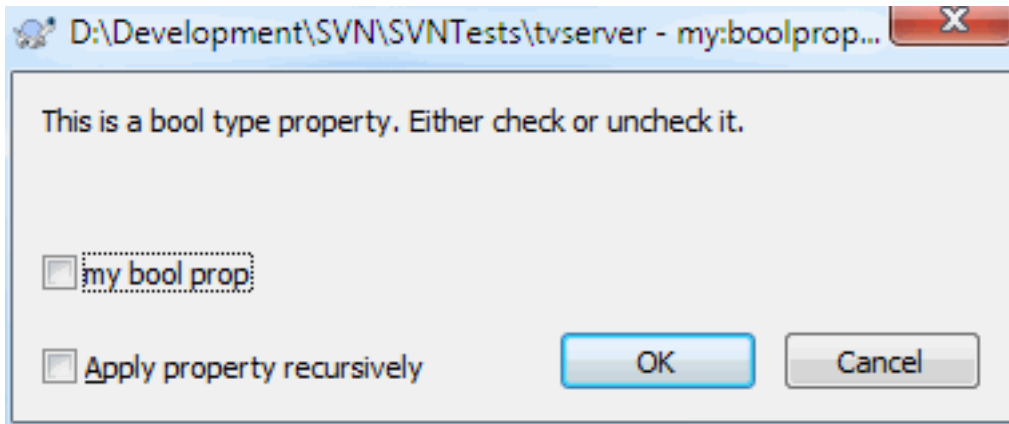 D:\Development\SVN\SVNTests\tvserver - my:boolprop...
This is a bool type property. Either check or uncheck it.
my bool prop
Apply property recursively
OK
Cancel